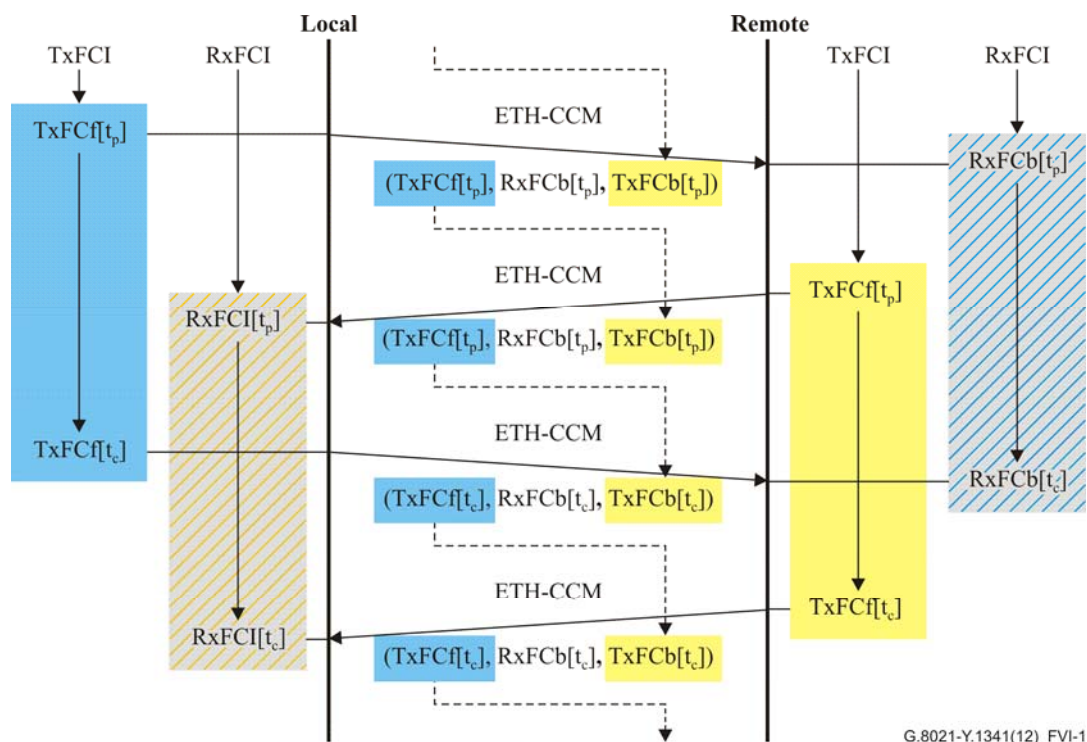 Local
Remote
TxFCl
RxFCl
TxFCl
RxFCl
ETH-CCM
TxFCf[tp]
RxFCb[tp]
(TxFCf[tp], RxFCb[tp], TxFCb[tp])
ETH-CCM
TxFCf[tp]
RxFCI[tp]
(TxFCf[tp], RxFCb[tp], TxFCb[tp])
ETH-CCM
TxFCf[tc]
RxFCb[tc]
(TxFCf[tc], RxFCb[tc], TxFCb[tc])
ETH-CCM
TxFCf[tc]
RxFCI[tc]
(TxFCf[tc], RxFCb[tc], TxFCb[tc])
G.8021-Y.1341(12)_FVI-1